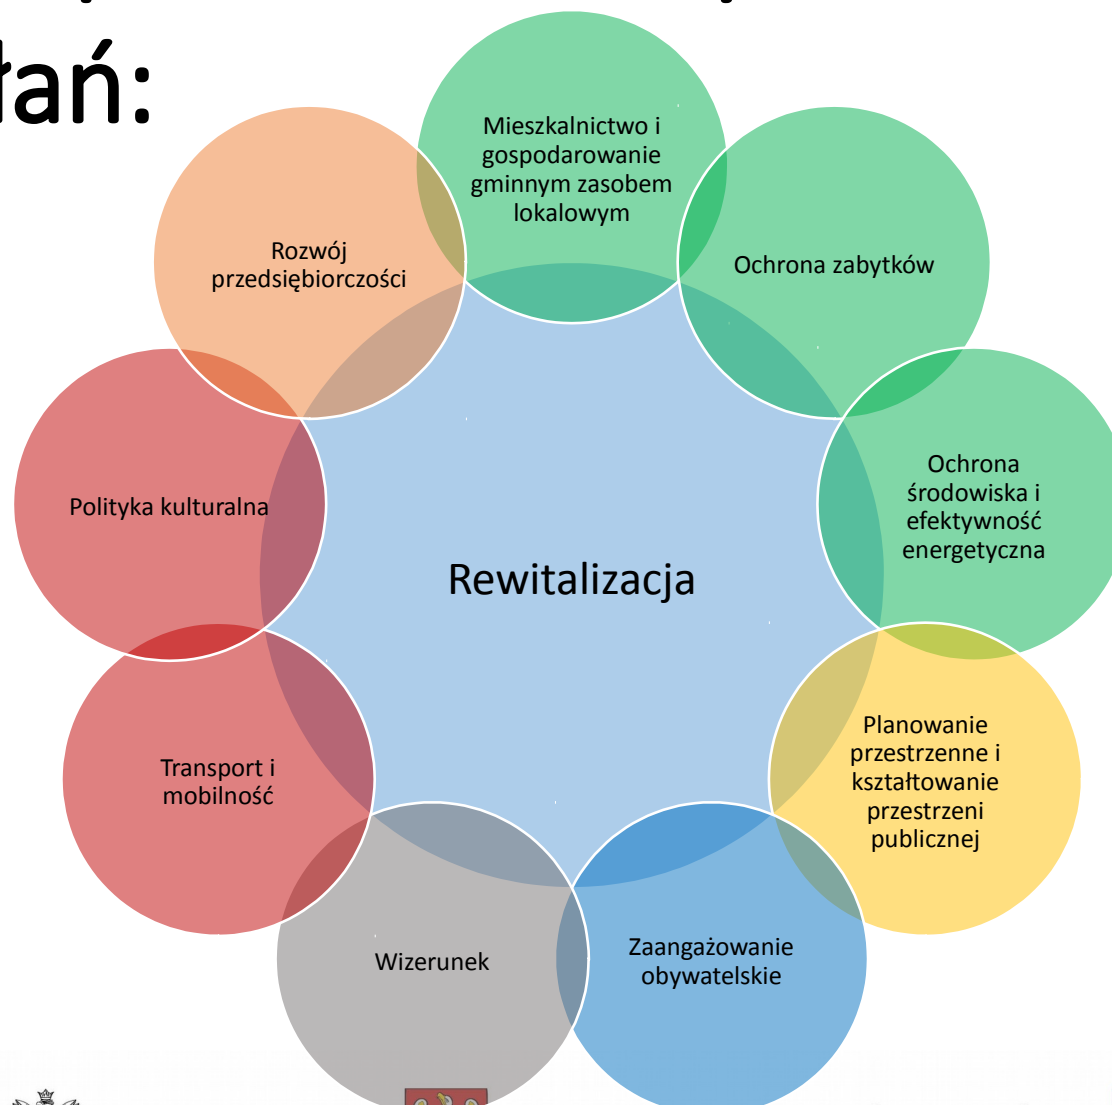 łań:
Mieszkalnictwo i
gospodarowanie
gminnym zasobem
lokalowym
Ochrona zabytków
Ochrona
środowiska i
efektywność
energetyczna
Planowanie
przestrzenne i
kształtowanie
przestrzeni
publicznej
Zaangażowanie
obywatelskie
Wizerunek
Transport i
mobilność
Polityka kulturalna
Rozwój
przedsiębiorczości
Rewitalizacja